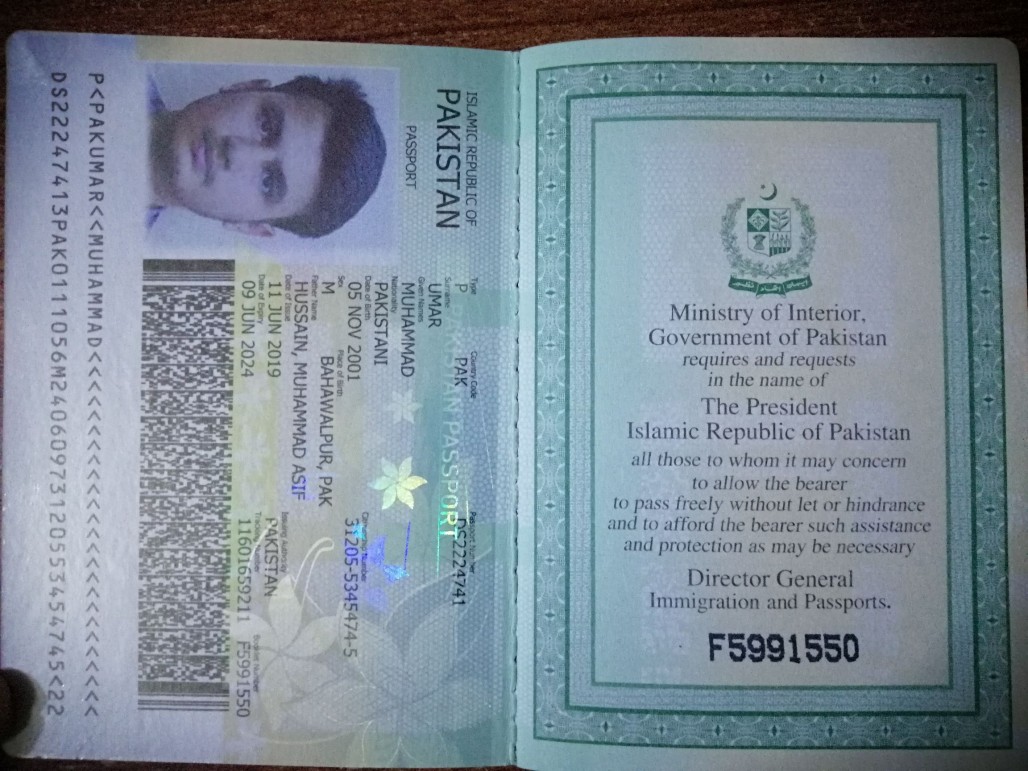 ISLAMIC REPUBLIC OF
PAKISTAN
PASSPORT
Type Country Code Passport Number
P PAK DS2224741
PAKISTAN PASSPORT
Surname
UMAR
Given Names
MUHAMMAD
Nationality
PAKISTANI
Date of Birth Citizenship Number
05 NOV 2001 31205-5345474-5
Sex Place of Birth
M BAHAWALPUR, PAK
Father Name
HUSSAIN, MUHAMMAD ASIF
Date of Issue Issuing Authority
11 JUN 2019 PAKISTAN
Date of Expiry Tracking Number Booklet Number
09 JUN 2024 11601659211 F5991550
P<PAKUMAR<<MUHAMMAD<<<<<<<<<<<<<<<<<<<<<<<<<
DS22247413PAK0111056M24060973120553454745<22
Ministry of Interior,
Government of Pakistan
requires and requests
in the name of
The President
Islamic Republic of Pakistan
all those to whom it may concern
to allow the bearer
to pass freely without let or hindrance
and to afford the bearer such assistance
and protection as may be necessary
Director General
Immigration and Passports.
F5991550